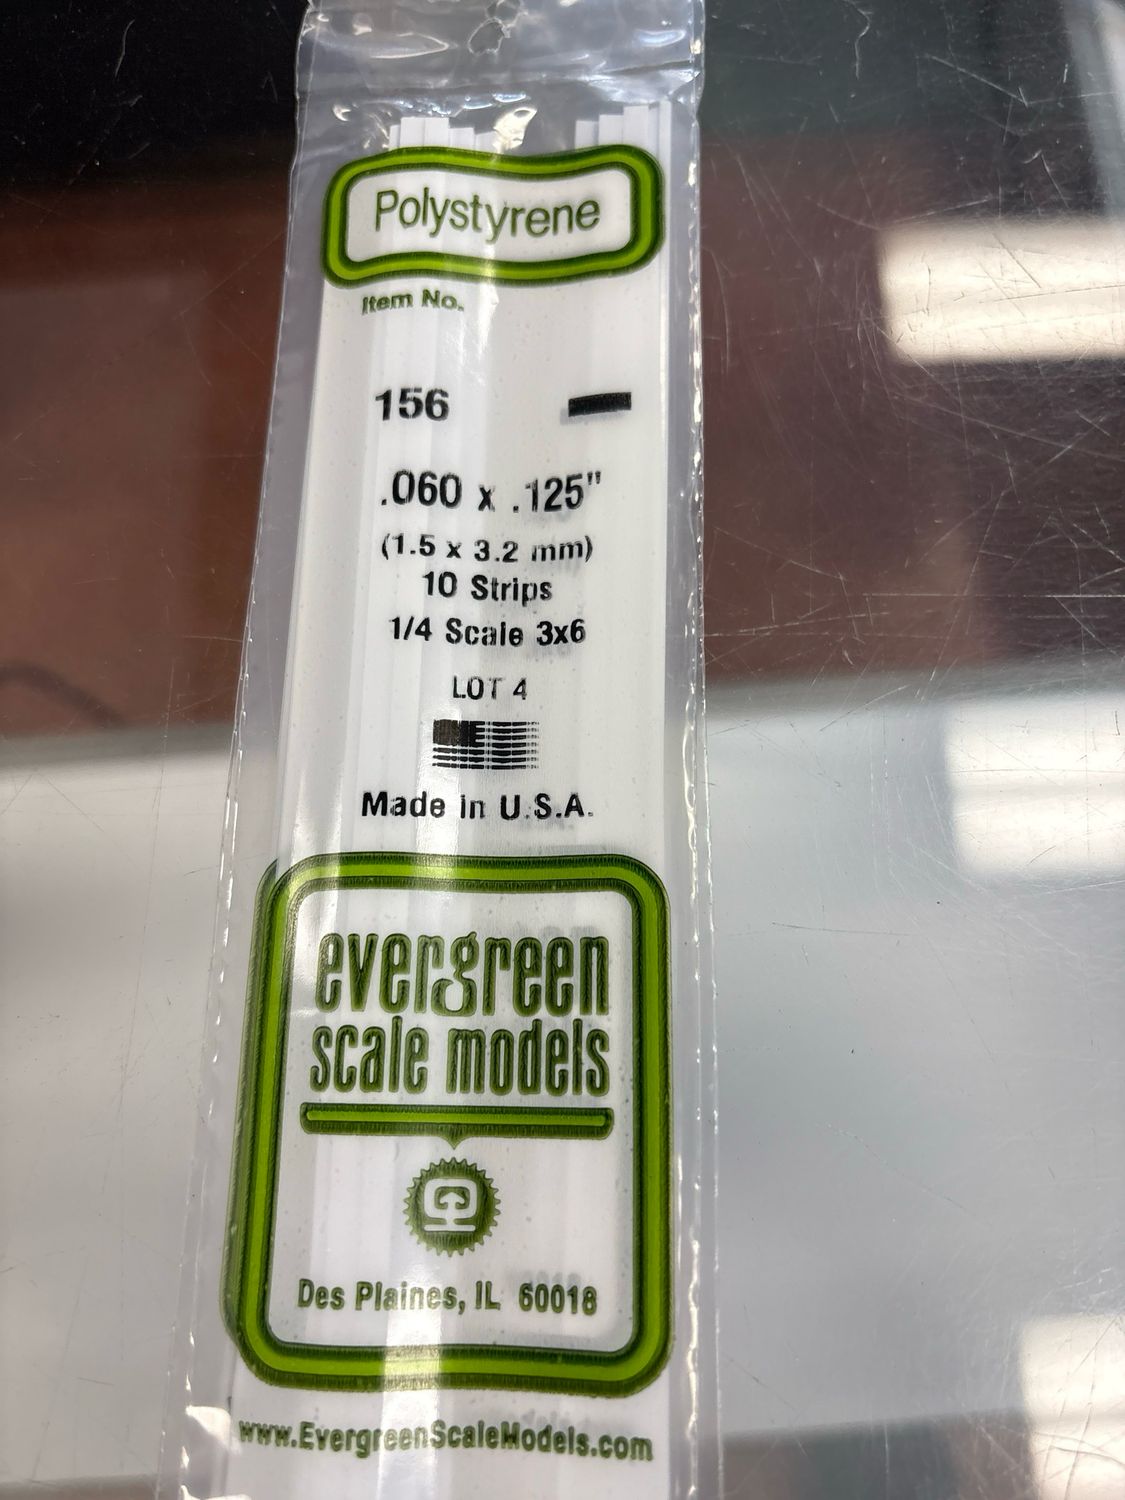 Polystyrene
Item No.
156
.060 x .125"
(1.5 x 3.2 mm)
10 Strips
1/4 Scale 3x6
LOT 4
Made in U.S.A.
evergreen
scale models
Des Plaines, IL 60018
www.EvergreenScaleModels.com